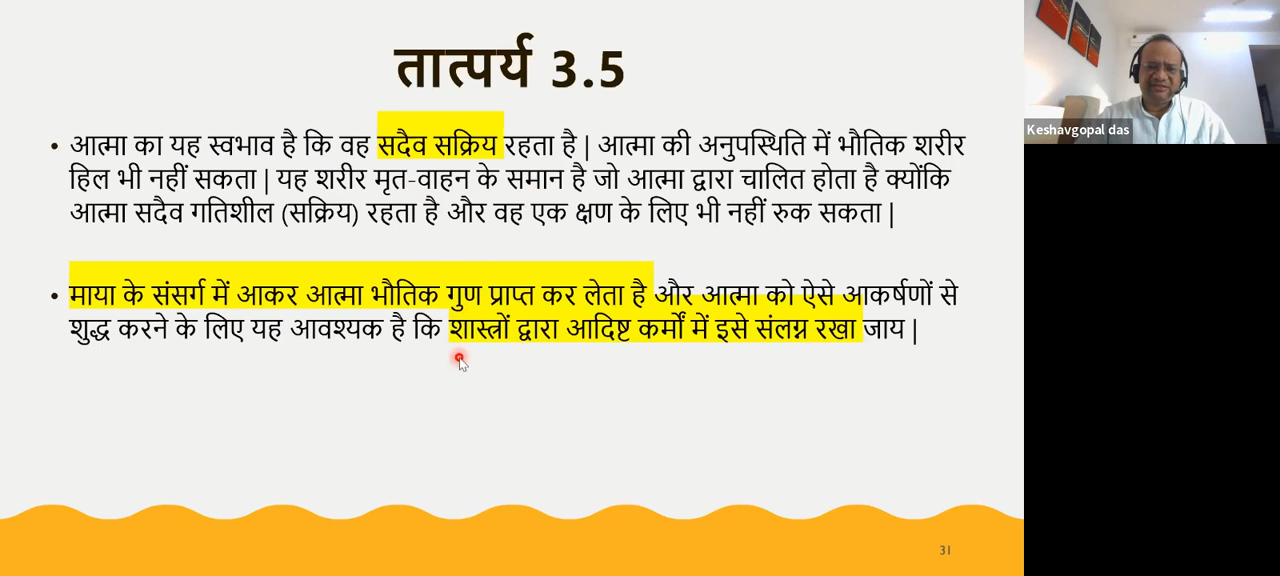 तात्पर्य 3.5
• आत्मा का यह स्वभाव है कि वह सदैव सक्रिय रहता है | आत्मा की अनुपस्थिति में भौतिक शरीर
हिल भी नहीं सकता | यह शरीर मृत-वाहन के समान है जो आत्मा द्वारा चालित होता है क्योंकि
आत्मा सदैव गतिशील (सक्रिय) रहता है और वह एक क्षण के लिए भी नहीं रुक सकता |
• माया के संसर्ग में आकर आत्मा भौतिक गुण प्राप्त कर लेता है और आत्मा को ऐसे आकर्षणों से
शुद्ध करने के लिए यह आवश्यक है कि शास्त्रों द्वारा आदिष्ट कर्मों में इसे संलग्न रखा जाय |
31
Keshavgopal das